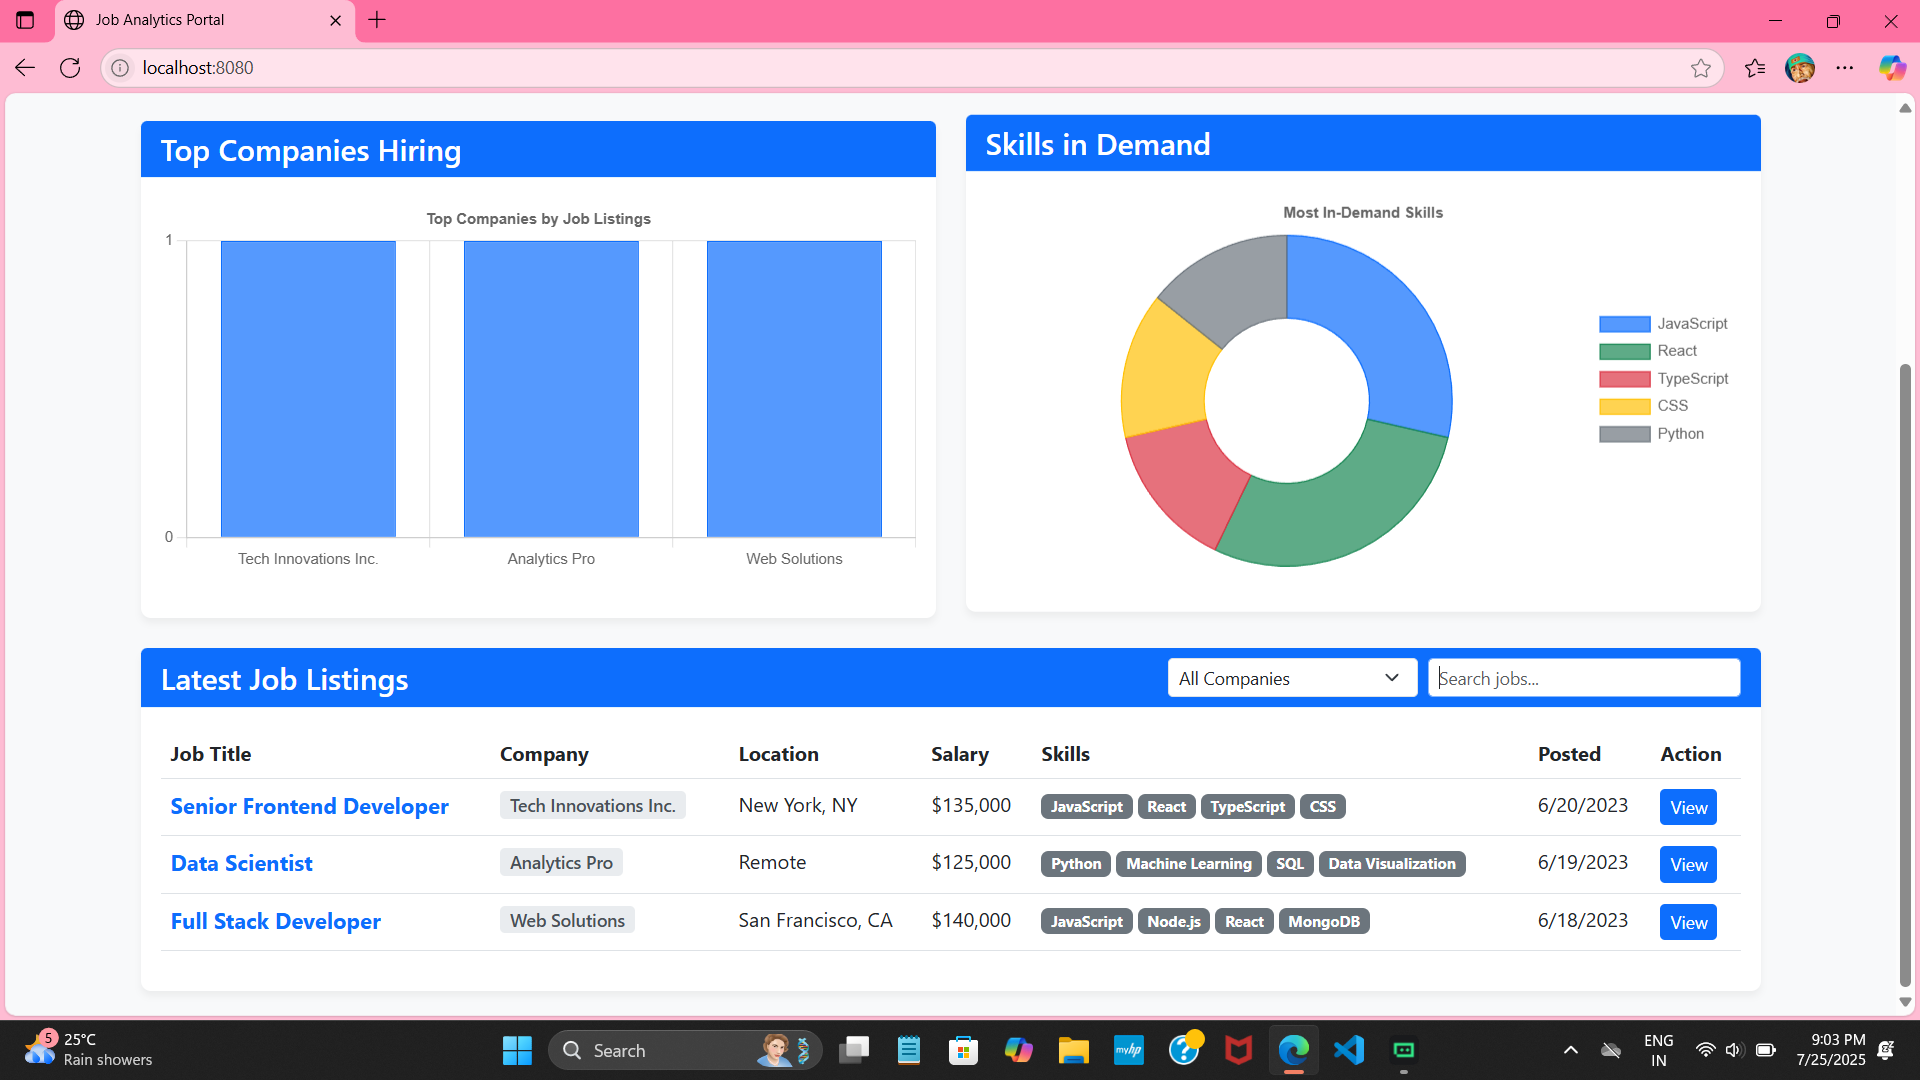 Job Analytics Portal
localhost:8080
Top Companies Hiring
Top Companies by Job Listings
1
0
Tech Innovations Inc.
Analytics Pro
Web Solutions
Skills in Demand
Most In-Demand Skills
JavaScript
React
TypeScript
CSS
Python
Latest Job Listings
All Companies
Search jobs...
Job Title Company Location Salary Skills Posted Action
Senior Frontend Developer Tech Innovations Inc. New York, NY $135,000 JavaScript React TypeScript CSS 6/20/2023 View
Data Scientist Analytics Pro Remote $125,000 Python Machine Learning SQL Data Visualization 6/19/2023 View
Full Stack Developer Web Solutions San Francisco, CA $140,000 JavaScript Node.js React MongoDB 6/18/2023 View
5
25°C
Rain showers
Search
myhp
?
ENG
IN
9:03 PM
7/25/2025